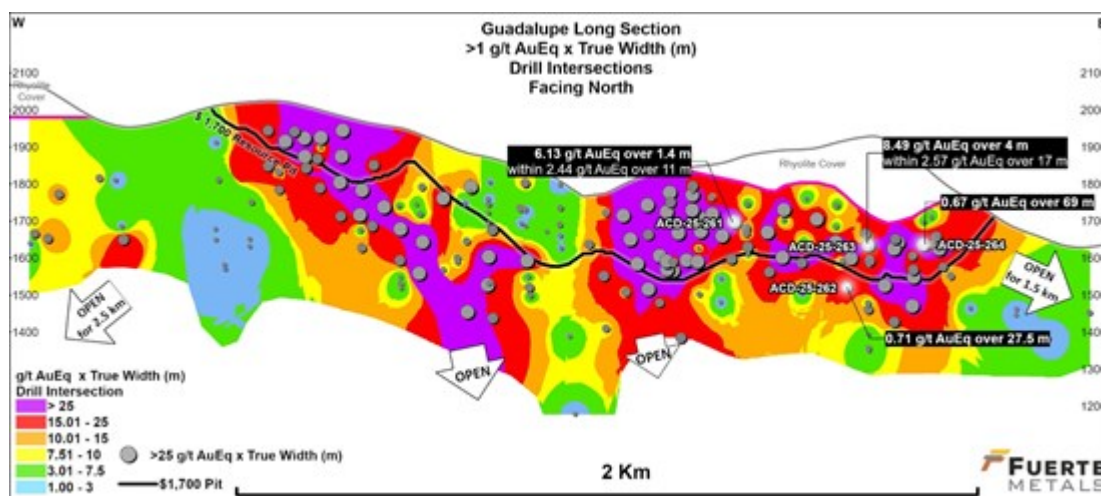 W
E
Guadalupe Long Section
>1 g/t AuEq x True Width (m)
Drill Intersections
Facing North
2100
2100
Rhyolite
Cover
2000
2000
1900
1900
1800
1800
1700
1700
1600
1600
1500
1500
1400
1400
1300
1200
$ 1,700 Resource Pit
6.13 g/t AuEq over 1.4 m
within 2.44 g/t AuEq over 11 m
Rhyolite Cover
8.49 g/t AuEq over 4 m
within 2.57 g/t AuEq over 17 m
0.67 g/t AuEq over 69 m
ACD-25-261
ACD-25-263
ACD-25-264
ACD-25-262
0.71 g/t AuEq over 27.5 m
OPEN
for 2.5 km
OPEN
OPEN
OPEN
for 1.5 km
g/t AuEq x True Width (m)
Drill Intersection
> 25
15.01 - 25
10.01 - 15
7.51 - 10
3.01 - 7.5
1.00 - 3
>25 g/t AuEq x True Width (m)
$1,700 Pit
2 Km
FUERTE
METALS